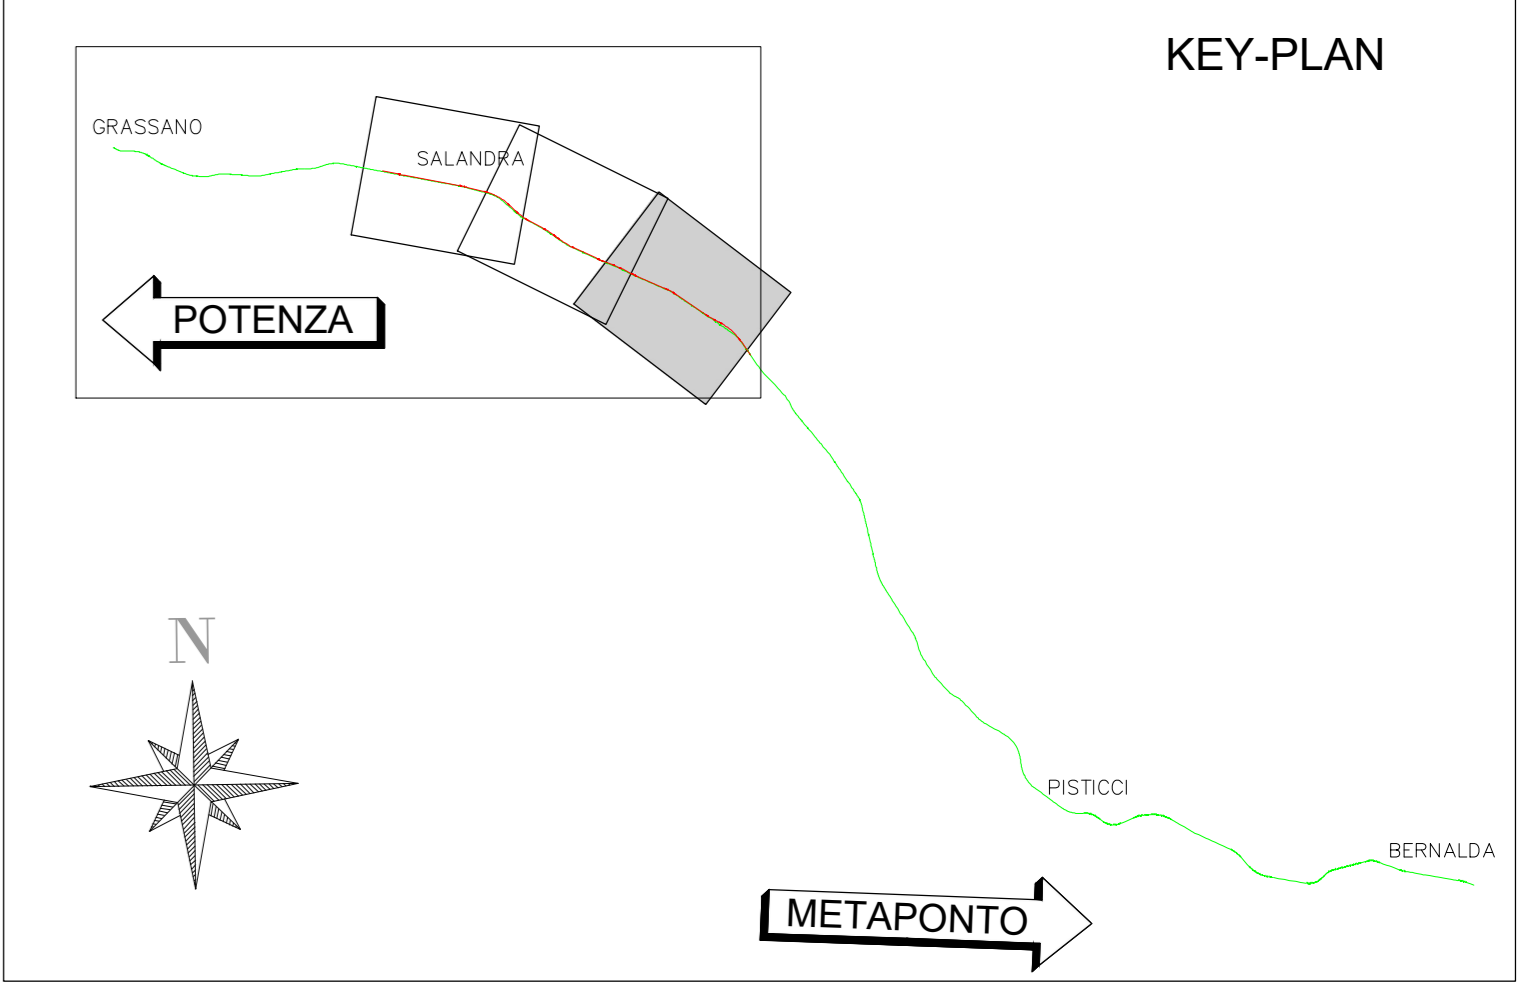 KEY-PLAN
GRASSANO
SALANDRA
POTENZA
N
PISTICCI
BERNALDA
METAPONTO